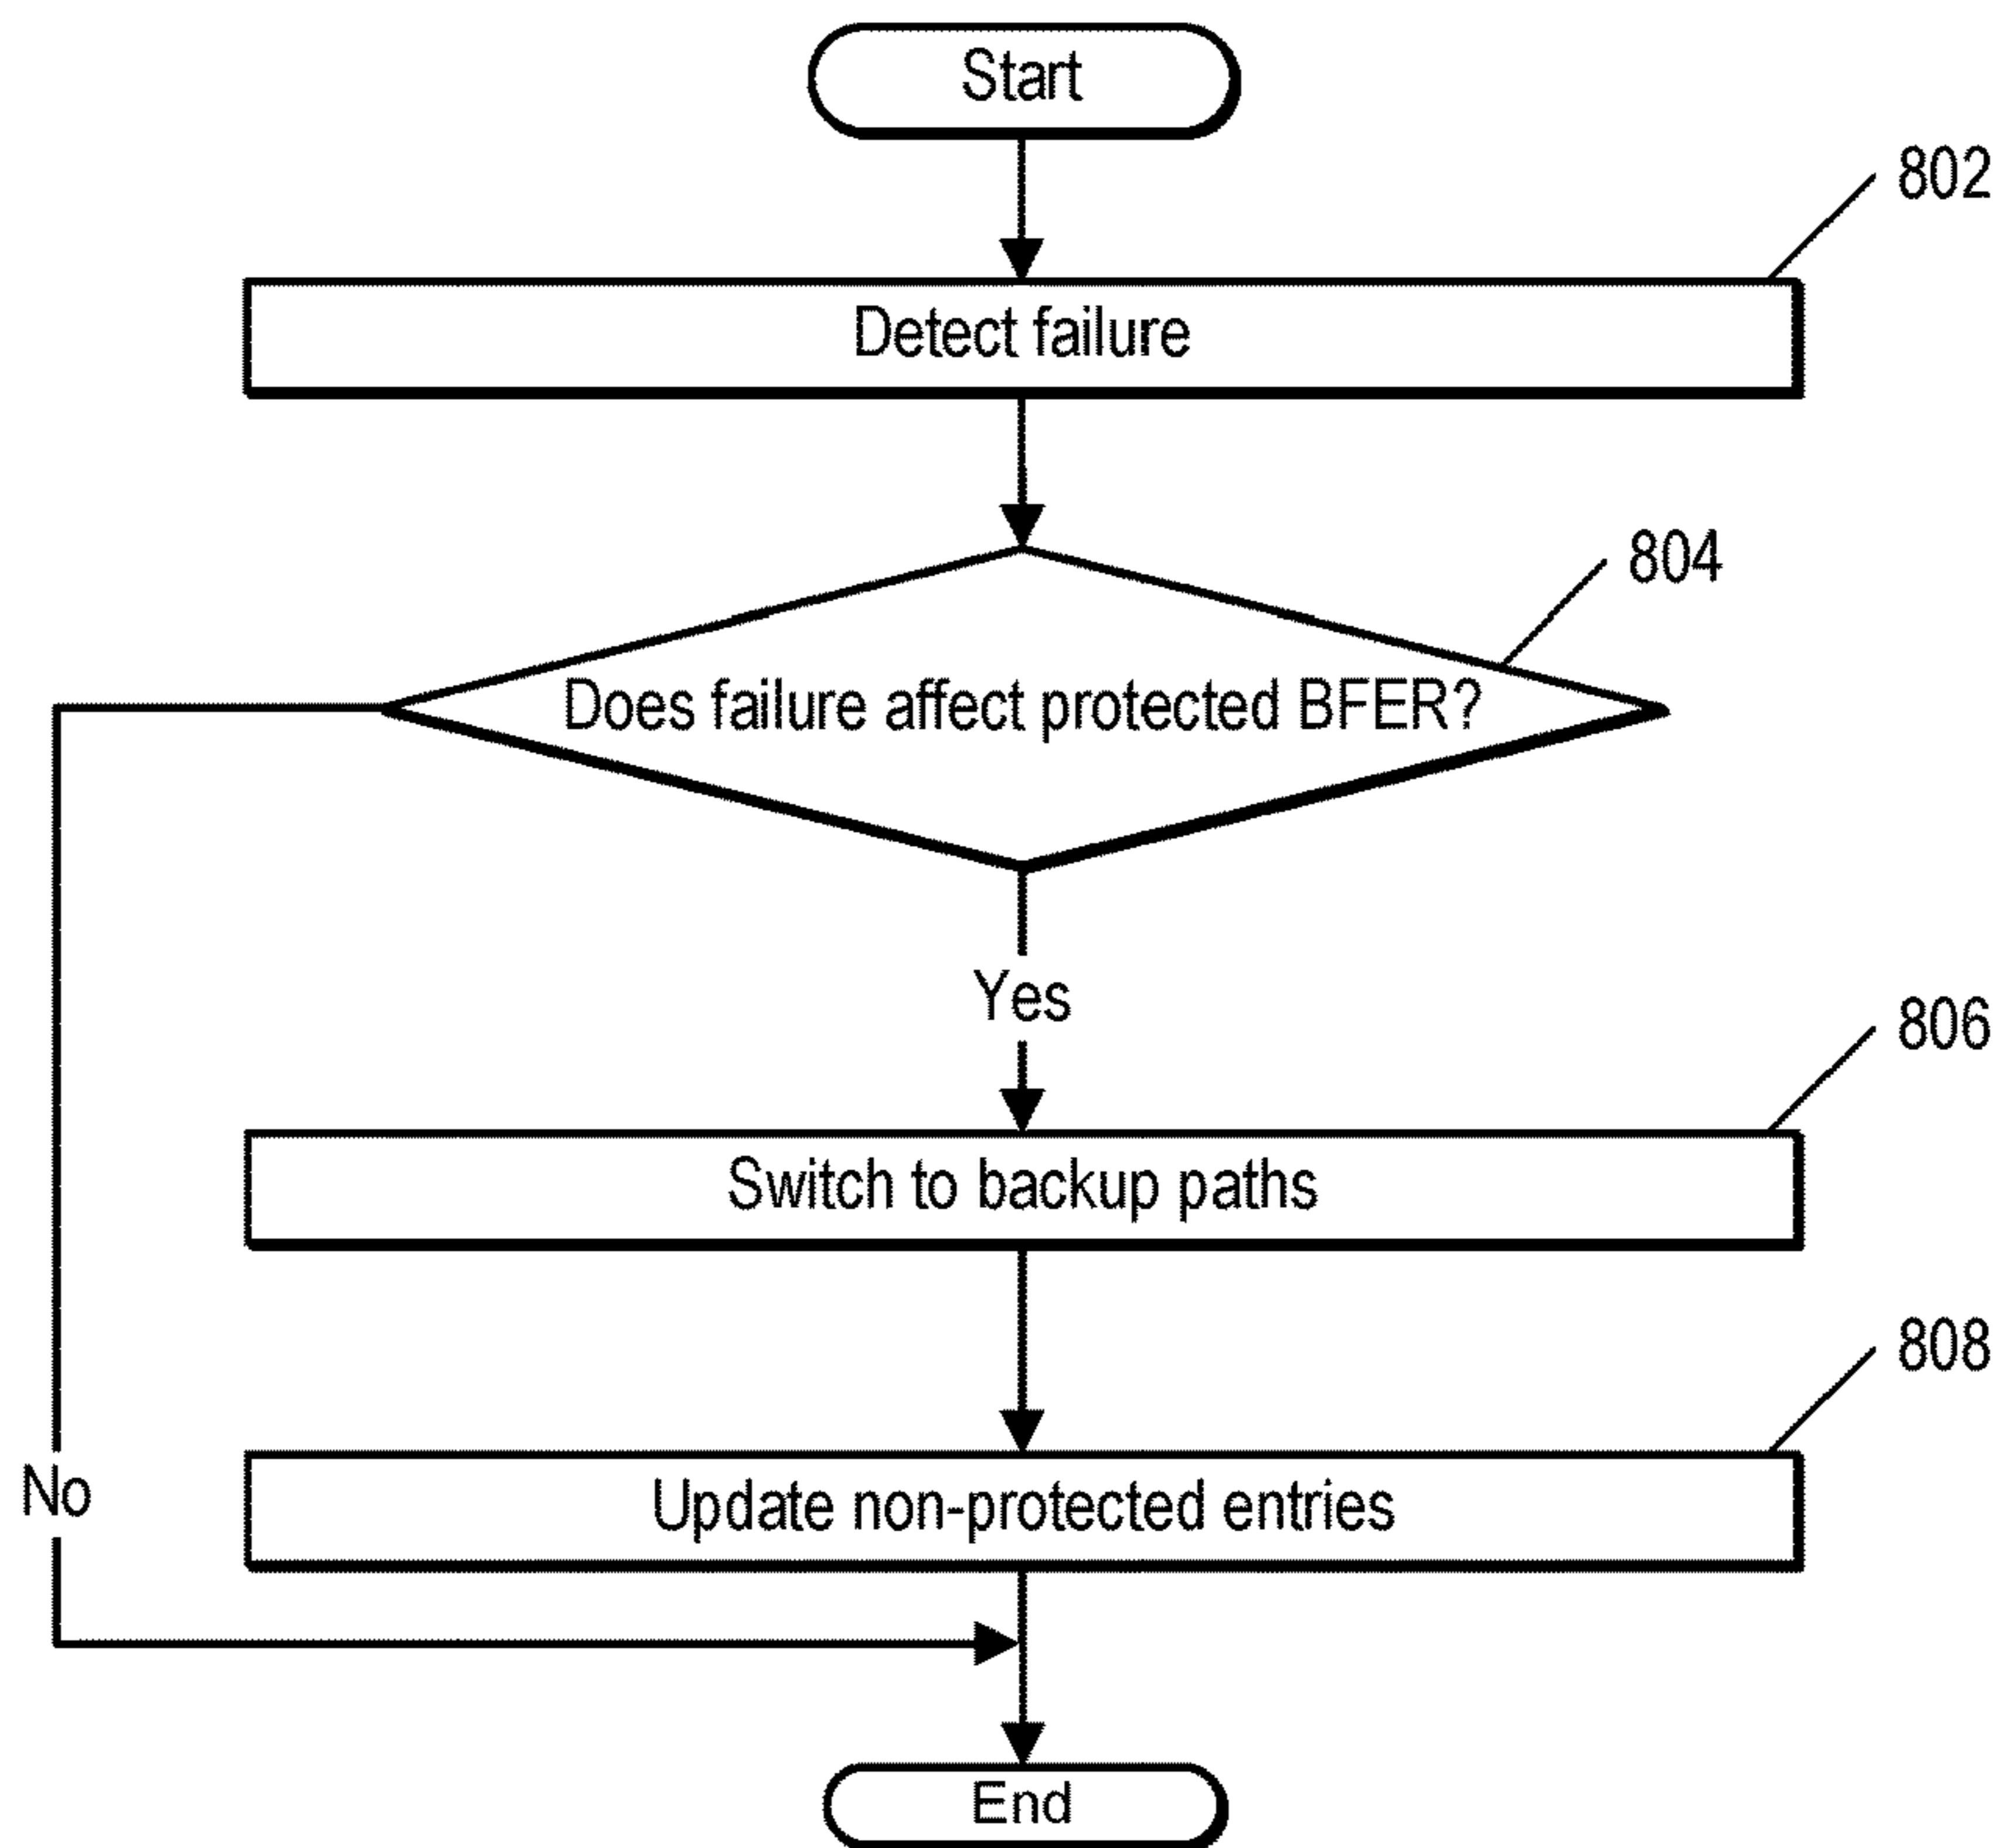 Start
802
Detect failure
804
Does failure affect protected BFER?
Yes
806
Switch to backup paths
808
No
Update non-protected entries
End